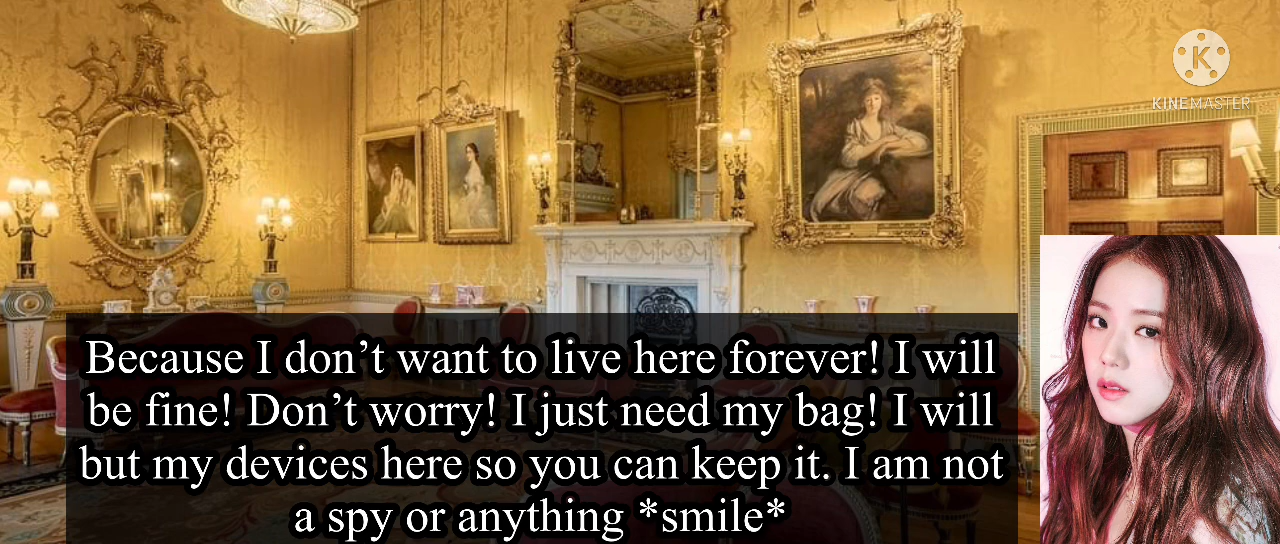 KINEMASTER
Because I don’t want to live here forever! I will
be fine! Don’t worry! I just need my bag! I will
but my devices here so you can keep it. I am not
a spy or anything *smile*